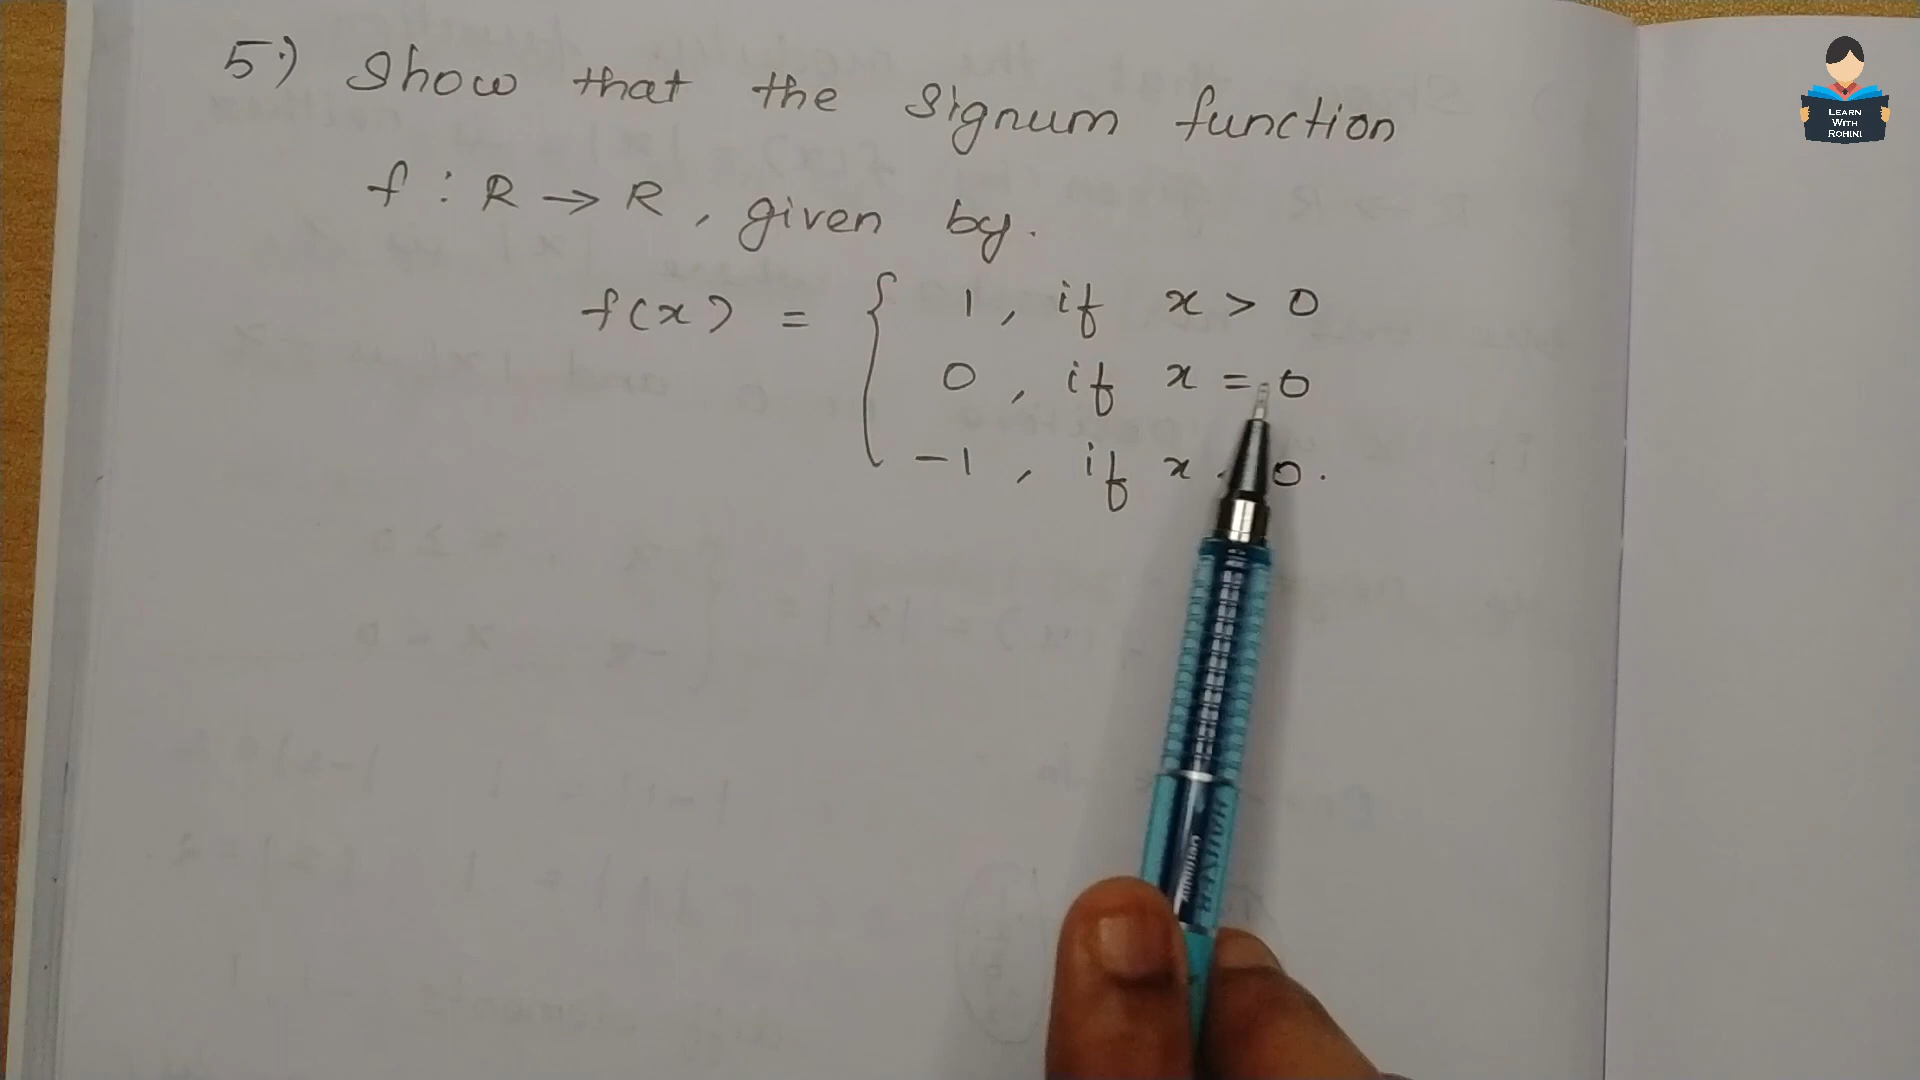 5.) Show that the Signum function
f : R → R, given by.
f(x) = { 1, if x > 0
0, if x = 0
-1, if x 0.
LEARN
WITH
ROHINI